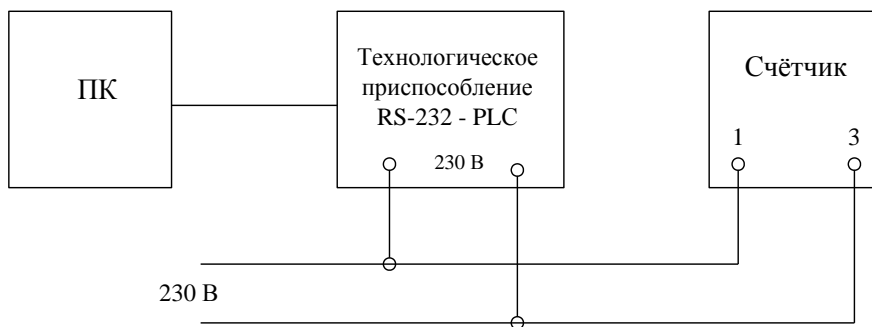 ПК
Технологическое
приспособление
RS-232 - PLC
230 В
Счётчик
1 3
230 В